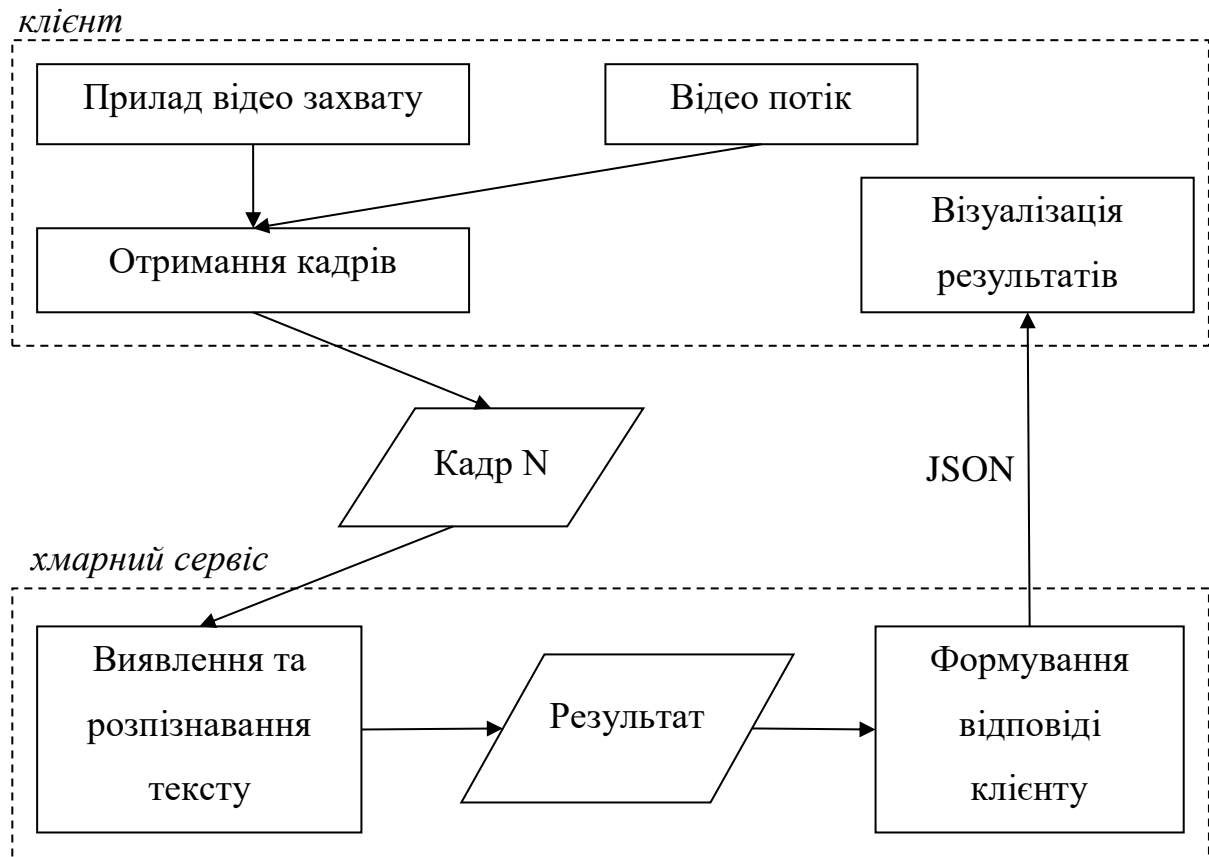 клієнт
Прилад відео захвату
Відео потік
Отримання кадрів
Візуалізація
результатів
Кадр N
JSON
хмарний сервіс
Виявлення та
розпізнавання
тексту
Результат
Формування
відповіді
клієнту